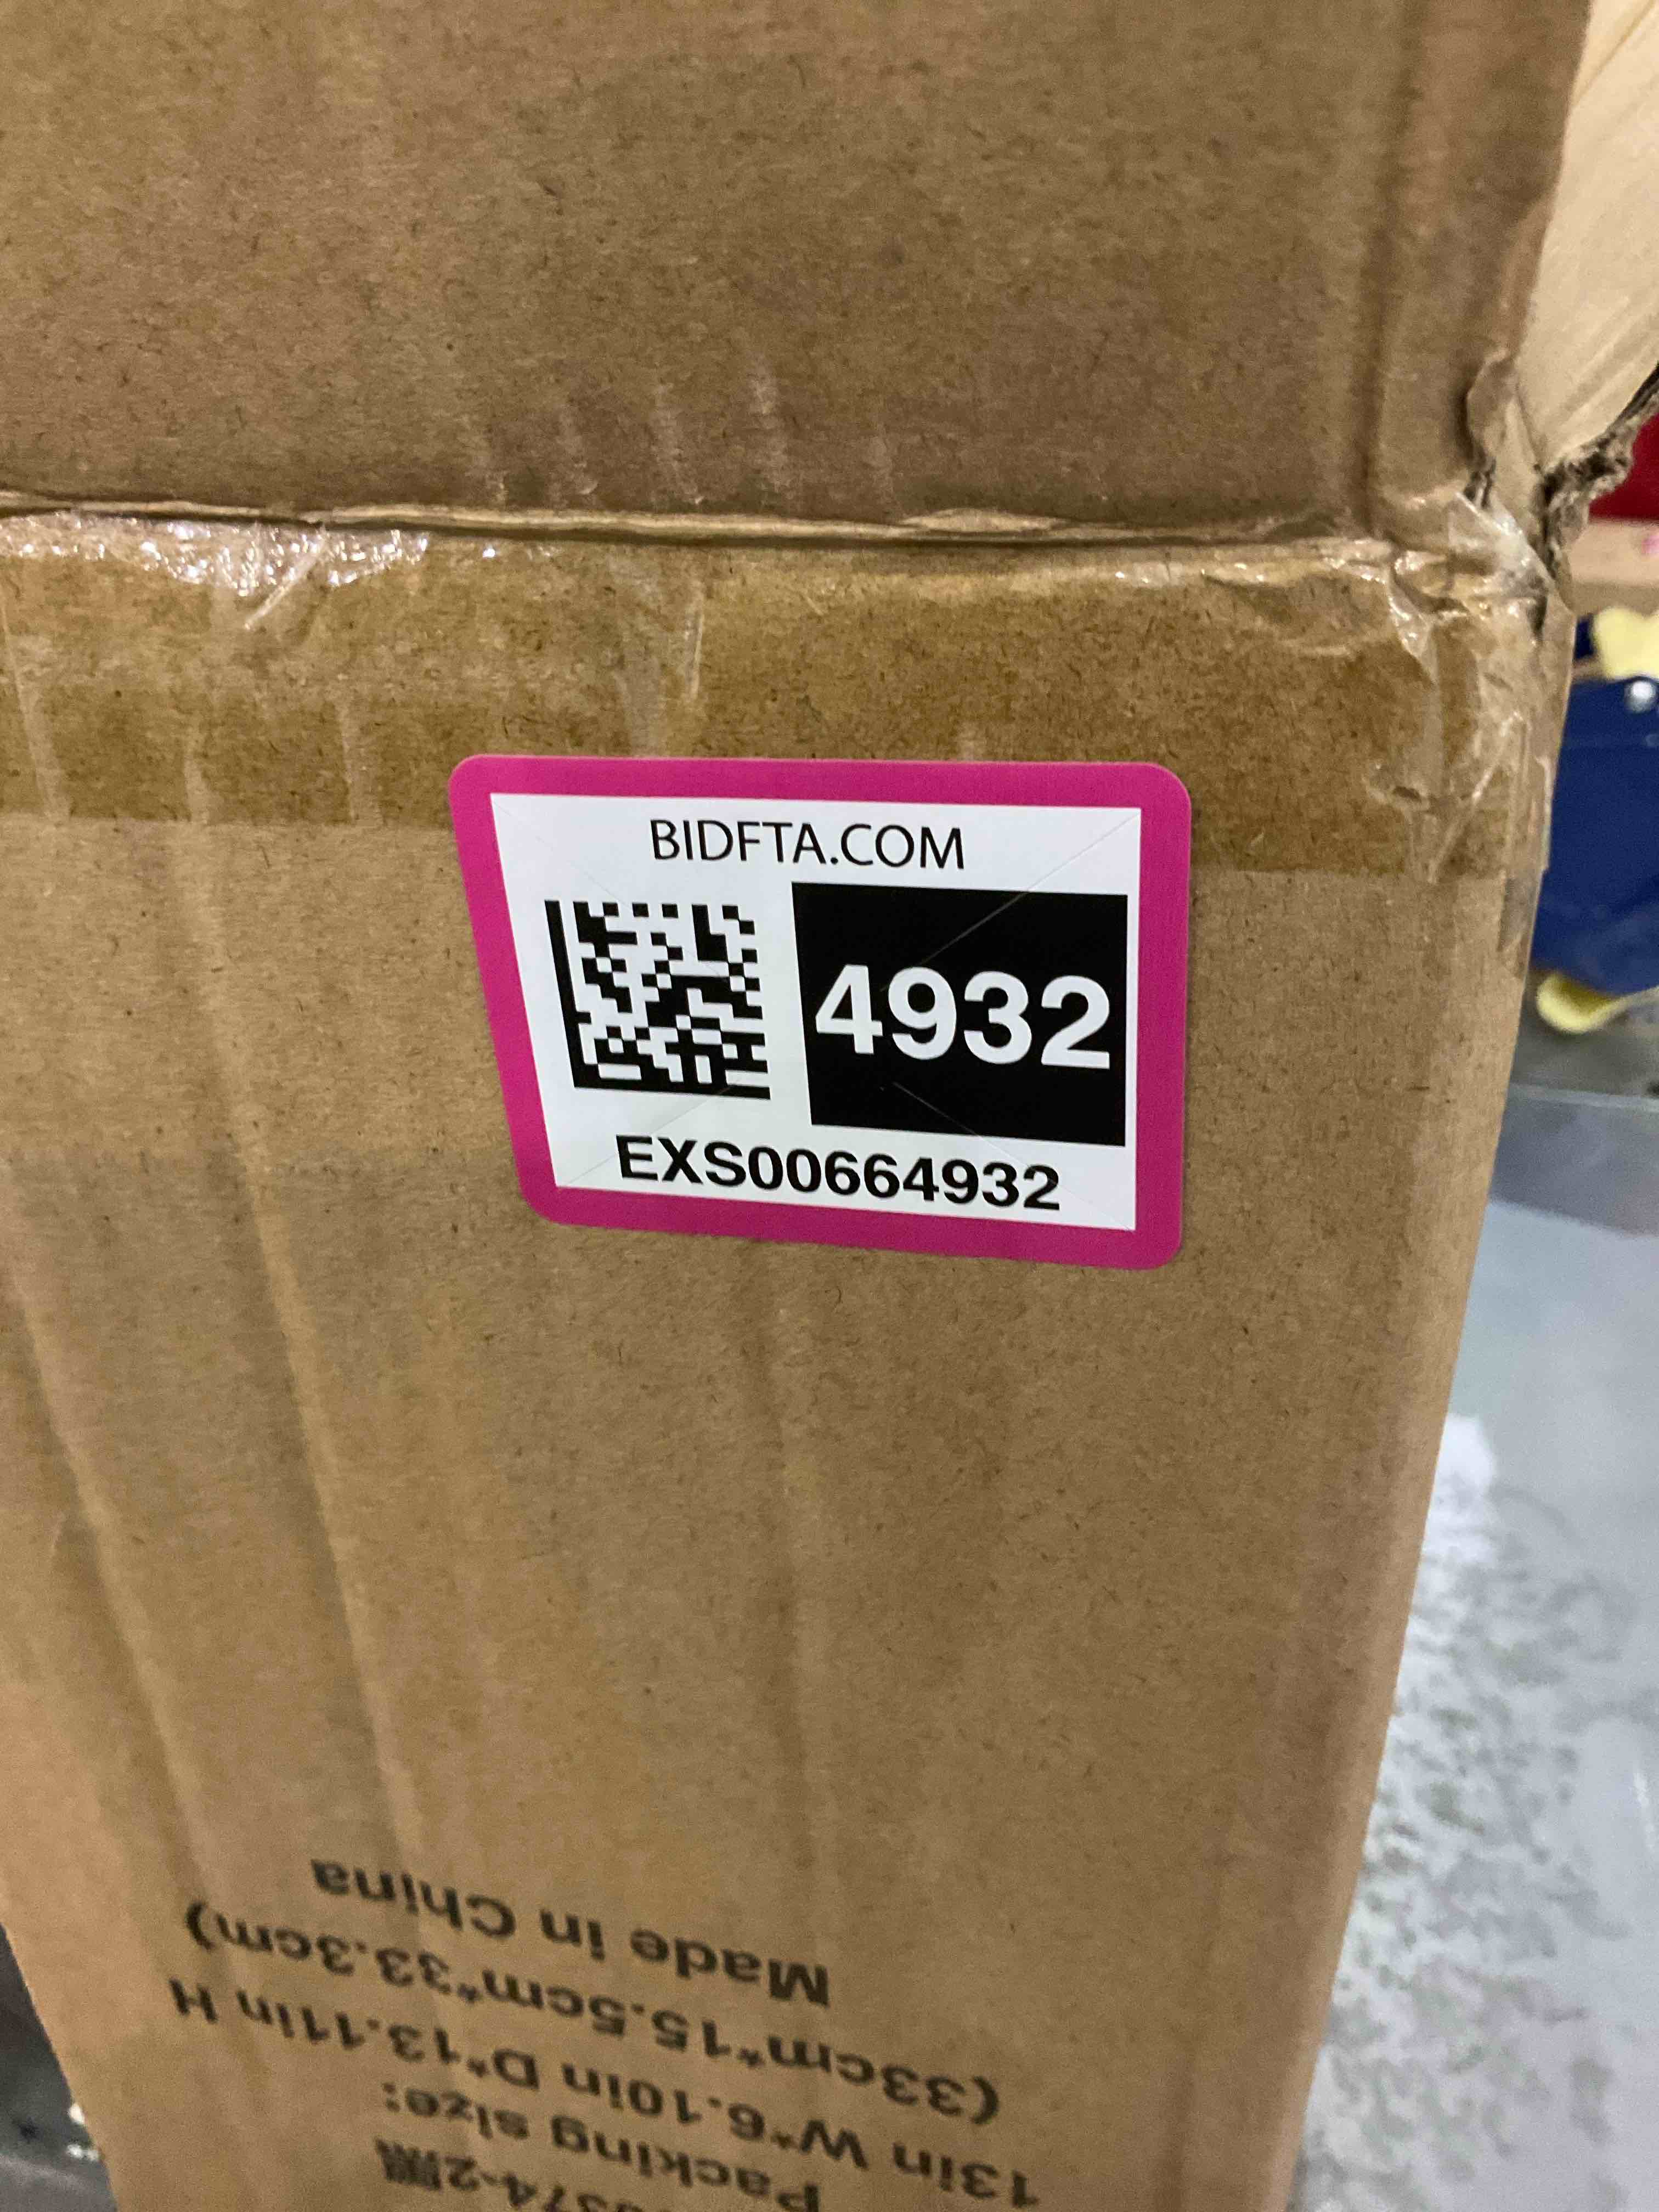 BIDFTA.COM
4932
EXS00664932
Packing size:
13in W*6.10in D*13.11in H
(33cm*15.5cm*33.3cm)
Made in China